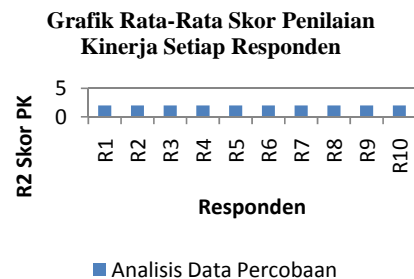 Grafik Rata-Rata Skor Penilaian
Kinerja Setiap Responden
R2 Skor PK
5
0
R1
R2
R3
R4
R5
R6
R7
R8
R9
R10
Responden
Analisis Data Percobaan